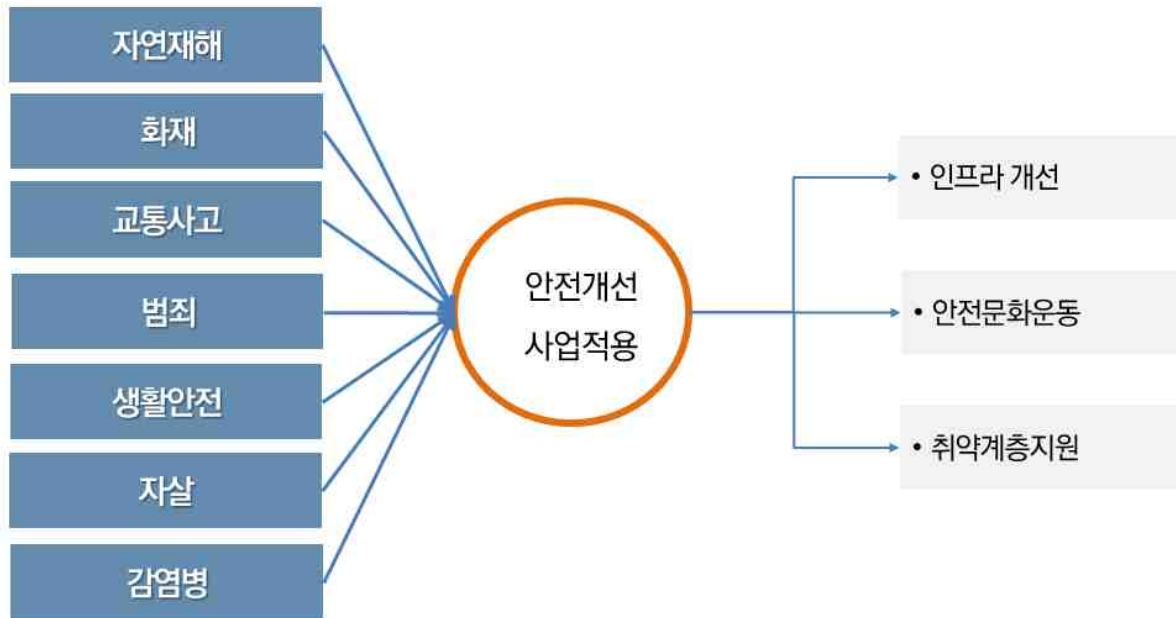 자연재해
화재
교통사고
범죄
생활안전
자살
감염병
안전개선
사업적용
• 인프라 개선
• 안전문화운동
• 취약계층지원